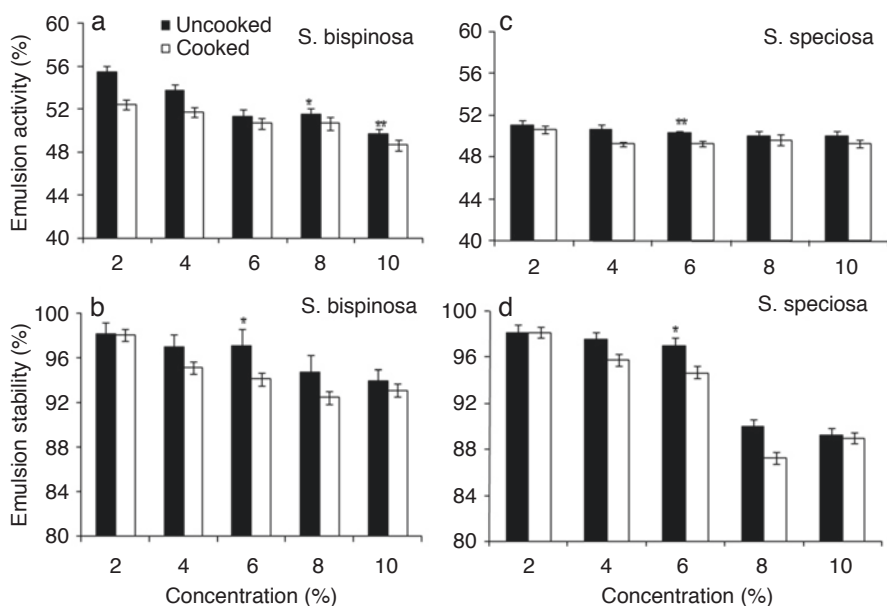 a
Uncooked
Cooked
S. bispinosa
Emulsion activity (%)
60
56
52
48
44
40
*
**
2 4 6 8 10
c
S. speciosa
60
56
52
48
44
40
**
2 4 6 8 10
b
S. bispinosa
Emulsion stability (%)
100
96
92
88
84
80
*
2 4 6 8 10
Concentration (%)
d
S. speciosa
100
96
92
88
84
80
*
2 4 6 8 10
Concentration (%)